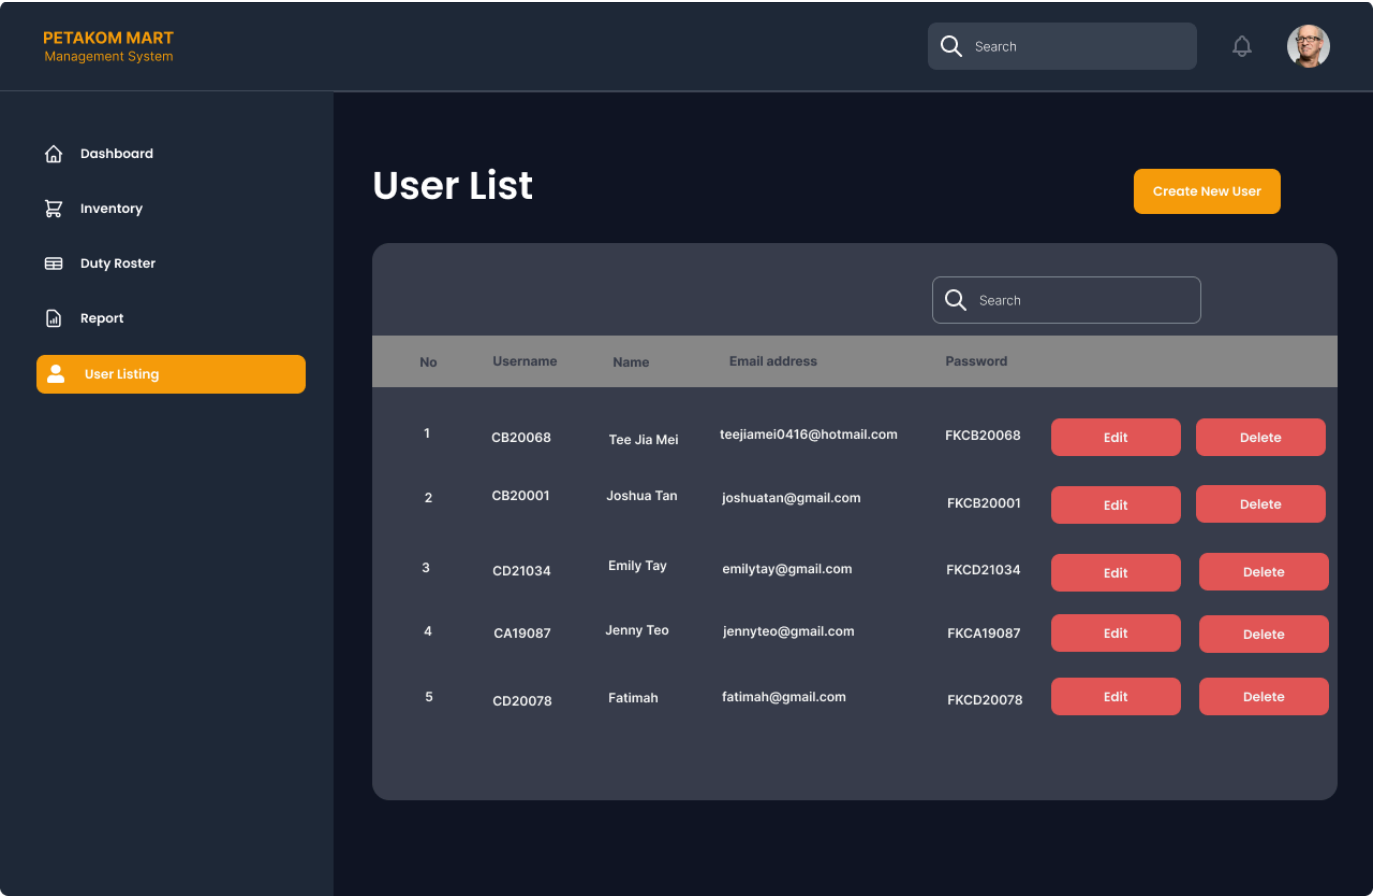 PETAKOM MART
Management System
Search
Dashboard
Inventory
Duty Roster
Report
User Listing
User List
Create New User
Search
No Username Name Email address Password
1 CB20068 Tee Jia Mei teejiamei0416@hotmail.com FKCB20068 Edit Delete
2 CB20001 Joshua Tan joshuatan@gmail.com FKCB20001 Edit Delete
3 CD21034 Emily Tay emilytay@gmail.com FKCD21034 Edit Delete
4 CA19087 Jenny Teo jennyteo@gmail.com FKCA19087 Edit Delete
5 CD20078 Fatimah fatimah@gmail.com FKCD20078 Edit Delete